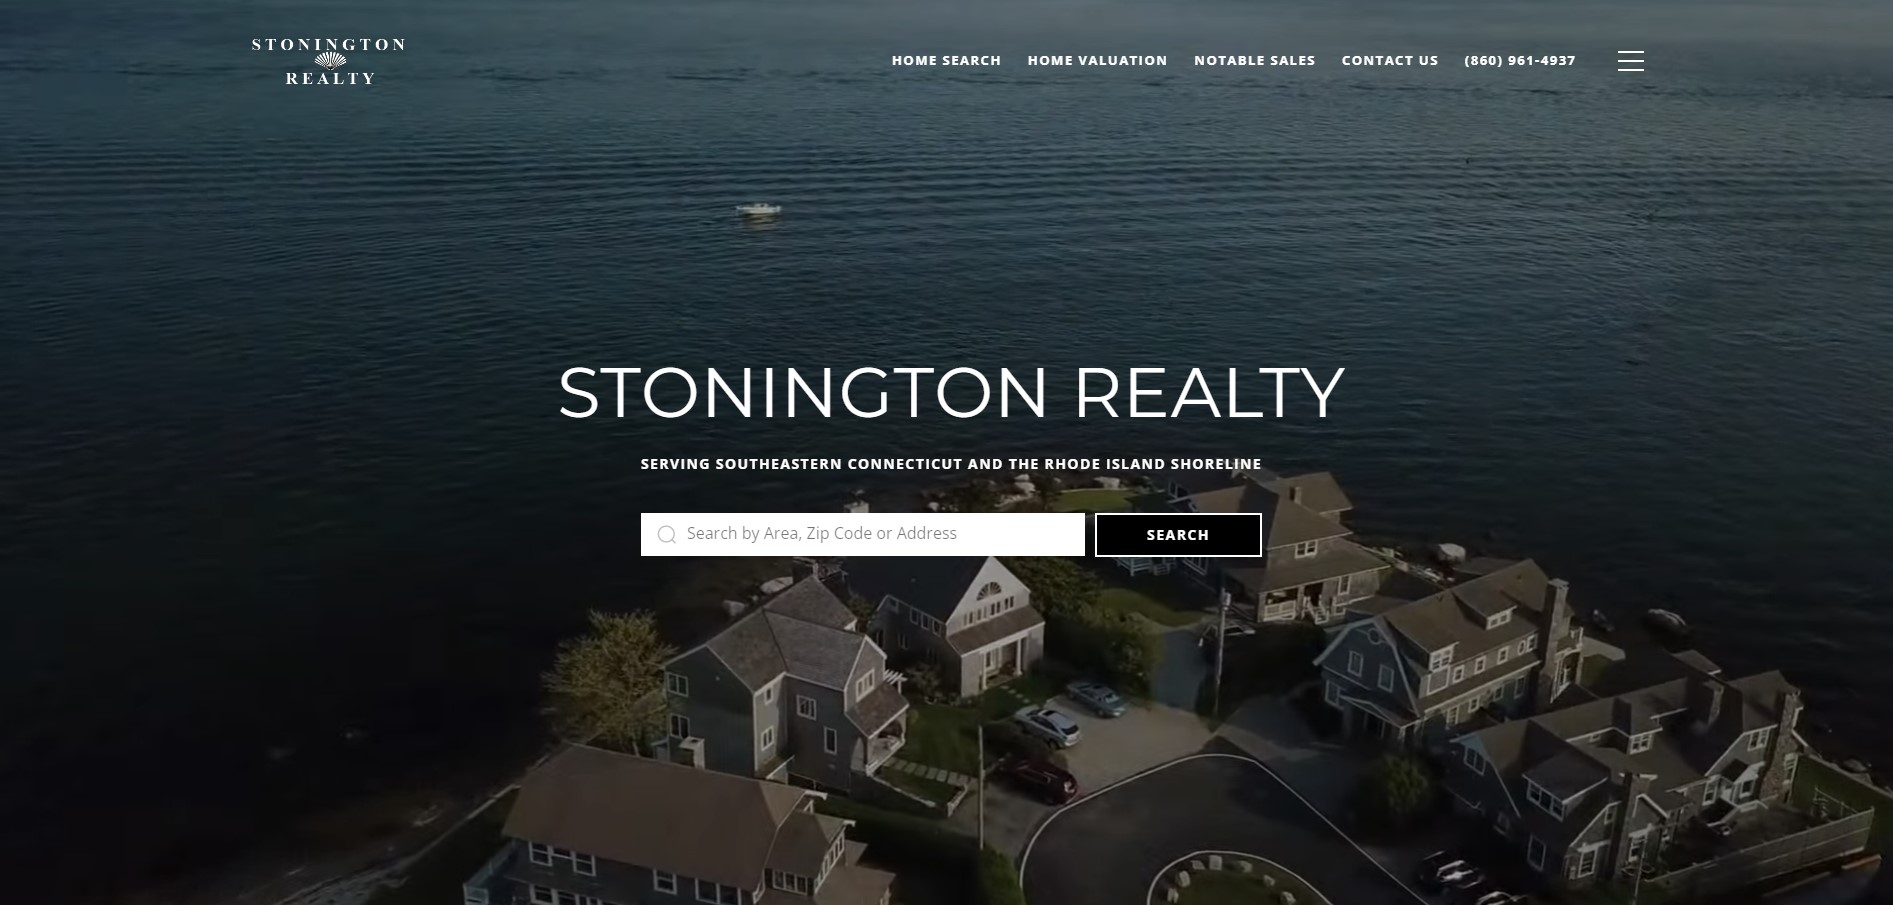 STONINGTON
REALTY
HOME SEARCH
HOME VALUATION
NOTABLE SALES
CONTACT US
(860) 961-4937
STONINGTON REALTY
SERVING SOUTHEASTERN CONNECTICUT AND THE RHODE ISLAND SHORELINE
Search by Area, Zip Code or Address
SEARCH